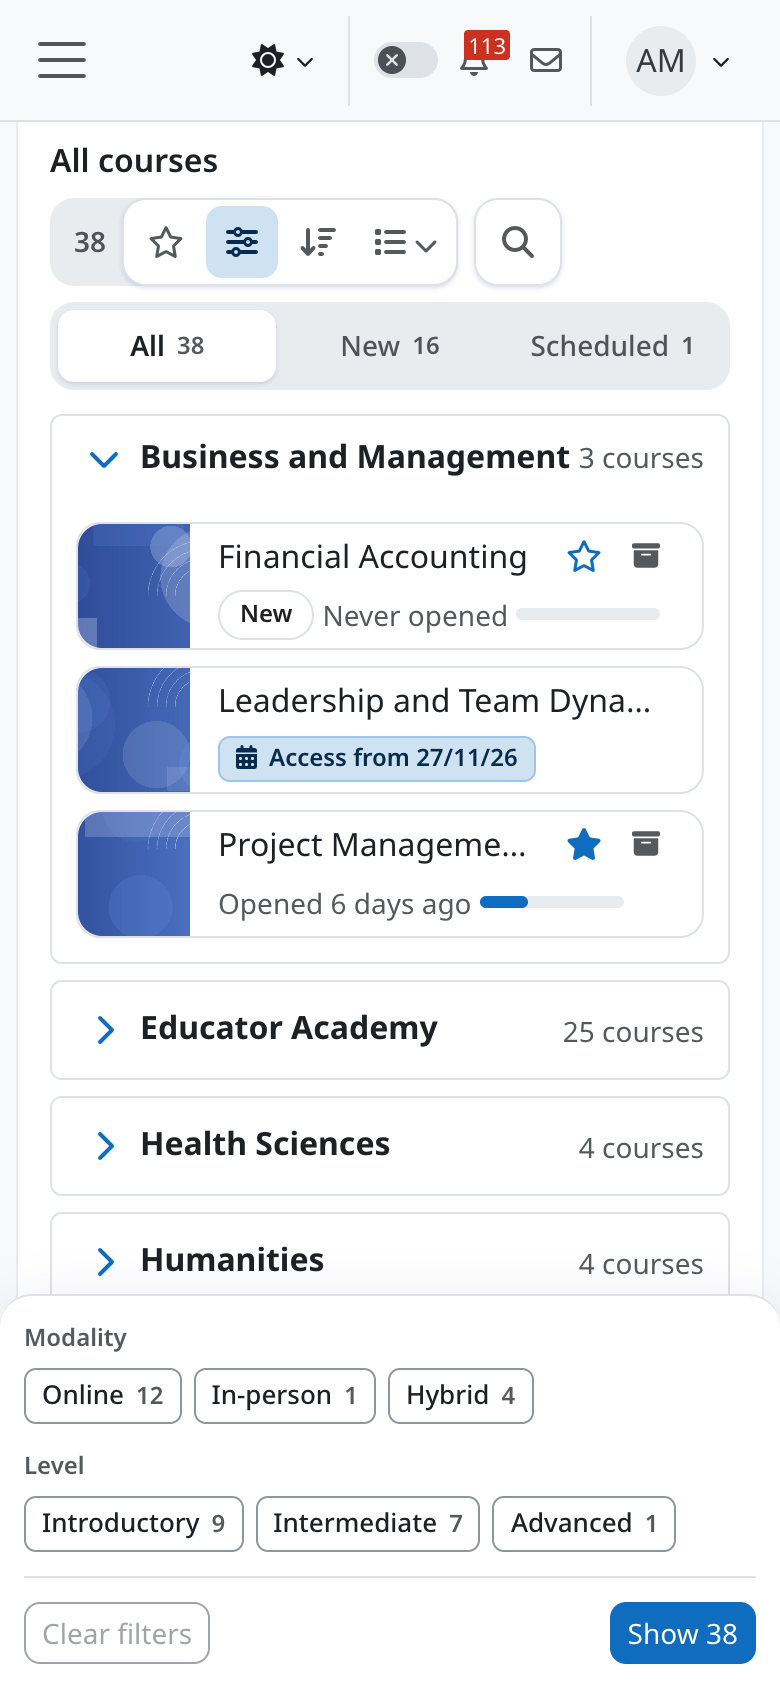 113
AM
All courses
38
All 38 New 16 Scheduled 1
Business and Management 3 courses
Financial Accounting
New Never opened
Leadership and Team Dyna...
Access from 27/11/26
Project Manageme...
Opened 6 days ago
Educator Academy 25 courses
Health Sciences 4 courses
Humanities 4 courses
Modality
Online 12 In-person 1 Hybrid 4
Level
Introductory 9 Intermediate 7 Advanced 1
Clear filters Show 38